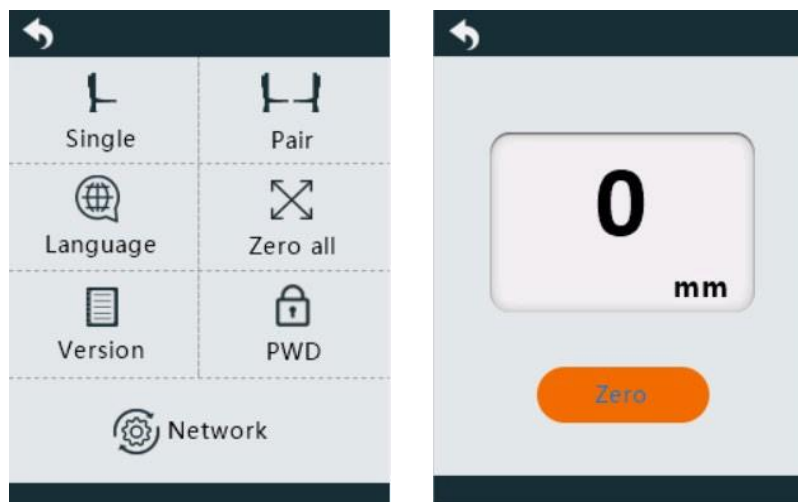 Single
Pair
Language
Zero all
Version
PWD
Network
0
mm
Zero